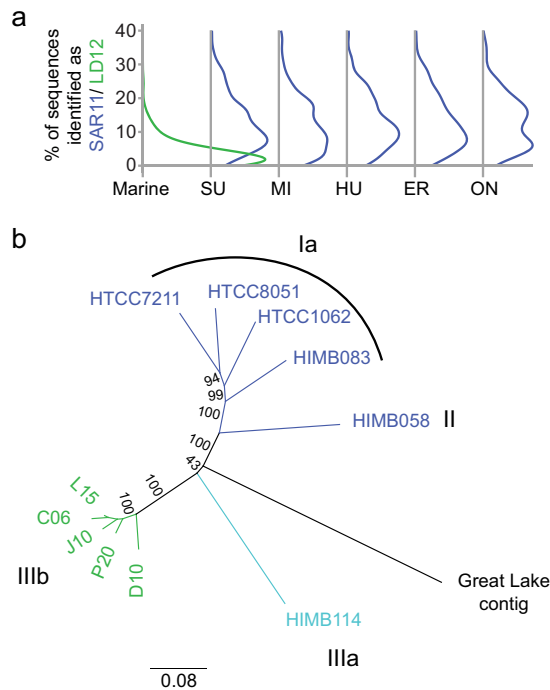 a
% of sequences
identified as
SAR11/ LD12
40
30
20
10
0
Marine SU MI HU ER ON
b
Ia
HTCC7211
HTCC8051
HTCC1062
HIMB083
94
99
100
HIMB058 II
100
43
100
100
L15
C06
J10
P20
D10
IIIb
Great Lake
contig
HIMB114
IIIa
0.08